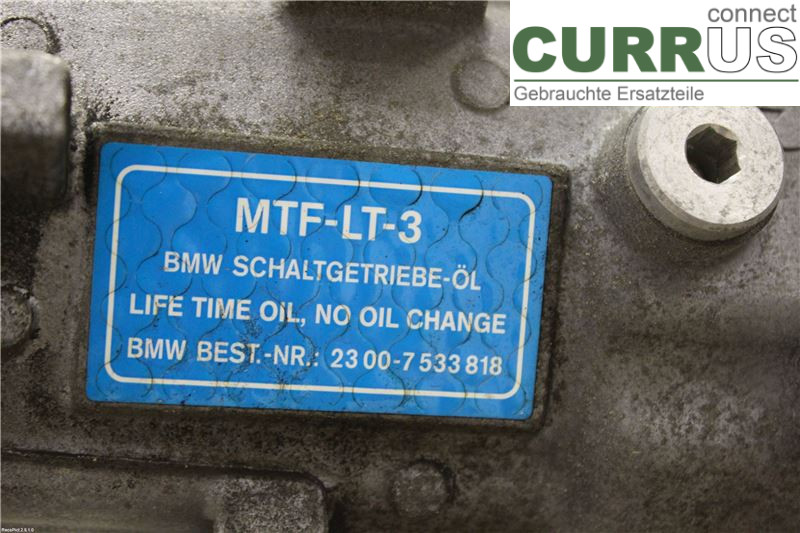 connect
CURRUS
Gebrauchte Ersatzteile
MTF-LT-3
BMW SCHALTGETRIEBE-ÖL
LIFE TIME OIL, NO OIL CHANGE
BMW BEST.-NR.: 23 00-7 533 818